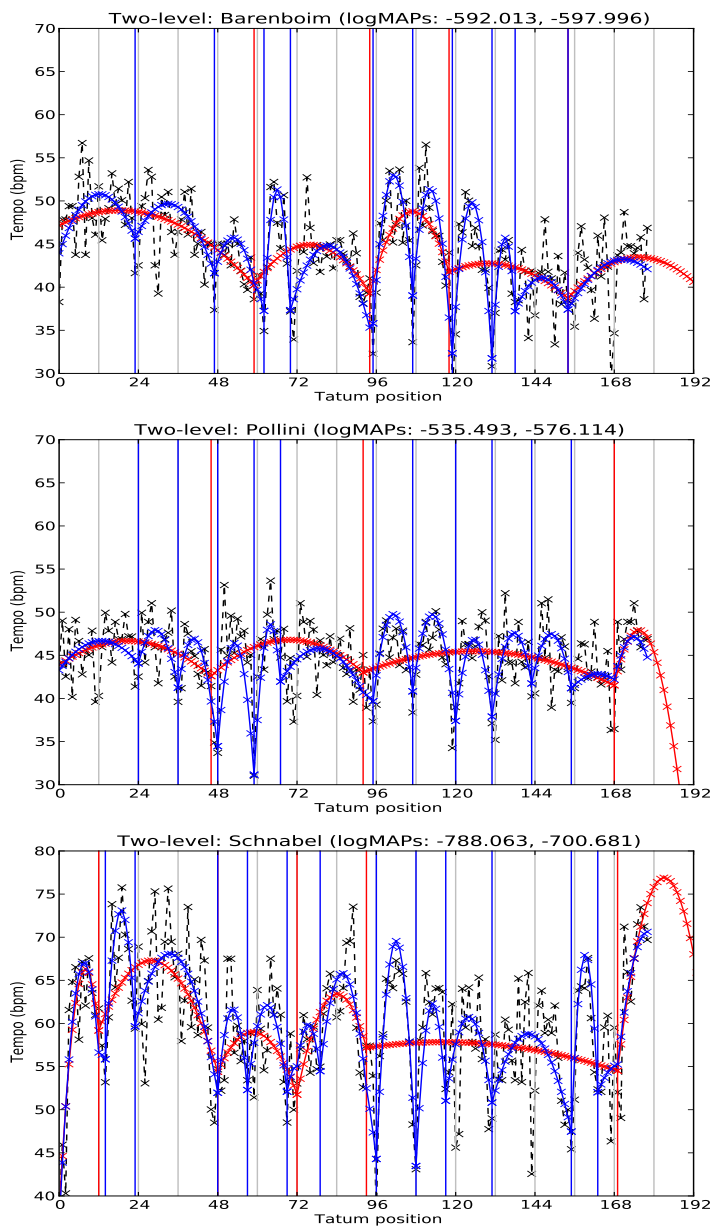 Two-level: Barenboim (logMAPs: -592.013, -597.996)
70
65
60
55
50
45
40
35
30
Tempo (bpm)
0 24 48 72 96 120 144 168 192
Tatum position
Two-level: Pollini (logMAPs: -535.493, -576.114)
70
65
60
55
50
45
40
35
30
Tempo (bpm)
0 24 48 72 96 120 144 168 192
Tatum position
Two-level: Schnabel (logMAPs: -788.063, -700.681)
80
75
70
65
60
55
50
45
40
Tempo (bpm)
0 24 48 72 96 120 144 168 192
Tatum position